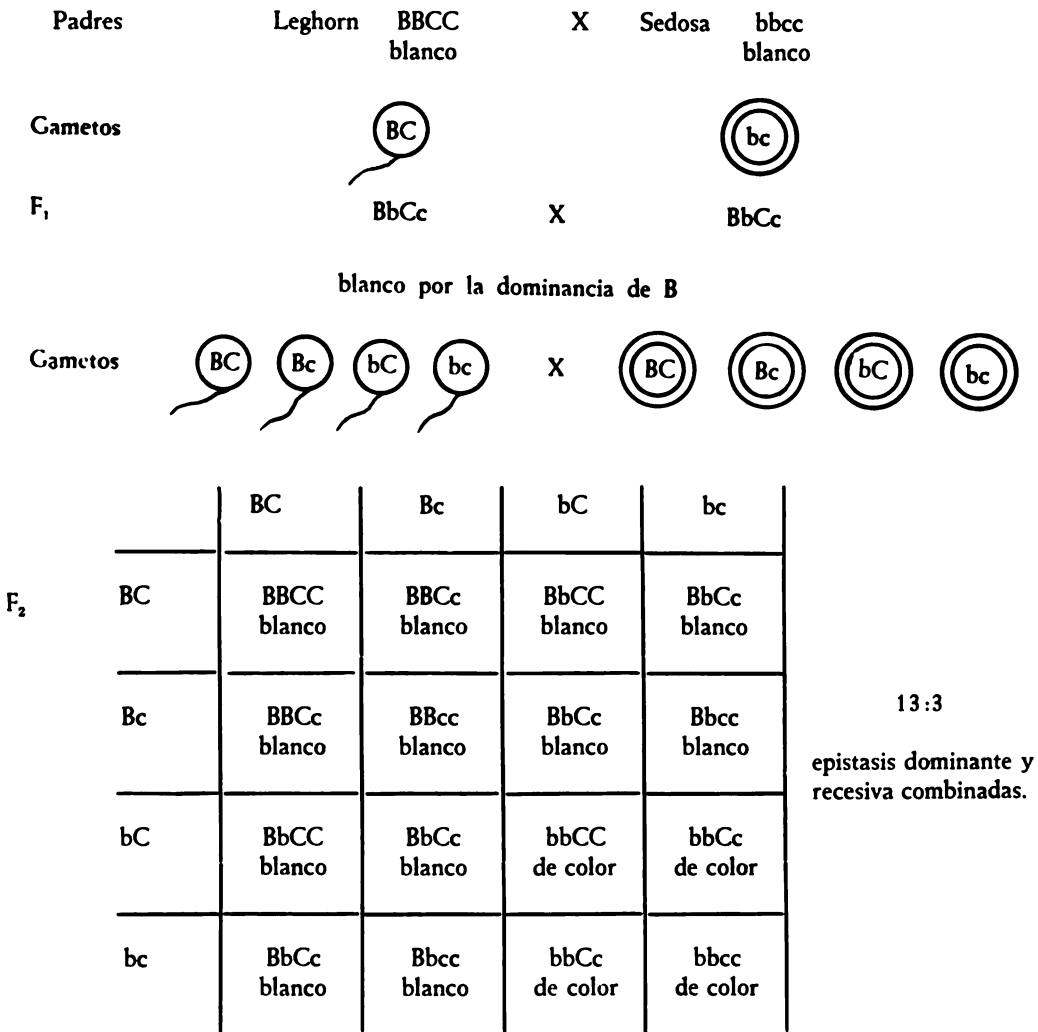 Padres Leghorn BBCC X Sedosa bbcc
blanco blanco
Gametos BC bc
F₁ BbCc X BbCc
blanco por la dominancia de B
Gametos BC Bc bC bc X BC Bc bC bc
BC Bc bC bc
F₂ BC BBCC BBCc BbCC BbCc
blanco blanco blanco blanco
Bc BBCc BBcc BbCc Bbcc
blanco blanco blanco blanco
13:3
epistasis dominante y
recesiva combinadas.
bC BbCC BbCc bbCC bbCc
blanco blanco de color de color
bc BbCc Bbcc bbCc bbcc
blanco blanco de color de color